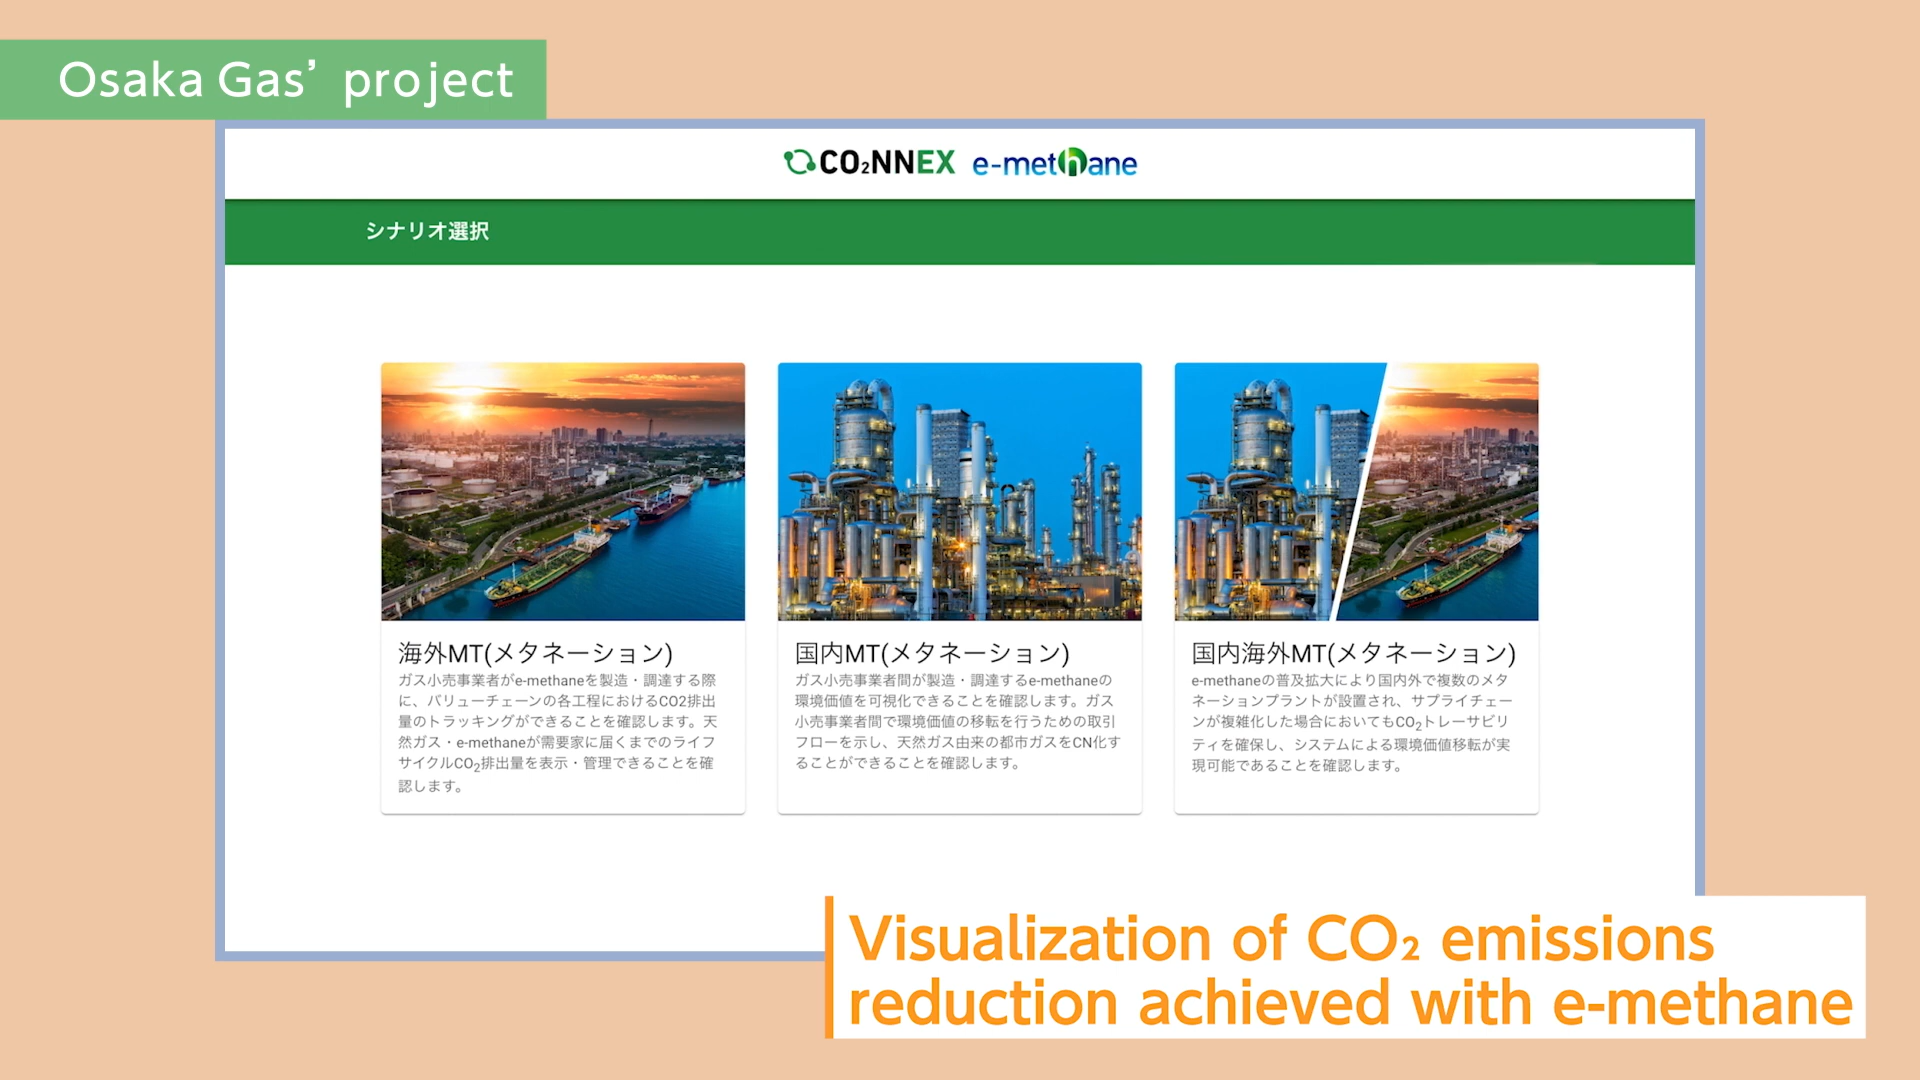 Osaka Gas’ project
CO₂NNEX e-methane
シナリオ選択
海外MT(メタネーション)
ガス小売事業者がe-methaneを製造・調達する際
に、バリューチェーンの各工程におけるCO2排出
量のトラッキングができることを確認します。天
然ガス・e-methaneが需要家に届くまでのライフ
サイクルCO₂排出量を表示・管理できることを確
認します。
国内MT(メタネーション)
ガス小売事業者間が製造・調達するe-methaneの
環境価値を可視化できることを確認します。ガス
小売事業者間で環境価値の移転を行うための取引
フローを示し、天然ガス由来の都市ガスをCN化す
ることができることを確認します。
国内海外MT(メタネーション)
e-methaneの普及拡大により国内外で複数のメタ
ネーションプラントが設置され、サプライチェー
ンが複雑化した場合においてもCO₂トレーサビリ
ティを確保し、システムによる環境価値移転が実
現可能であることを確認します。
Visualization of CO₂ emissions
reduction achieved with e-methane